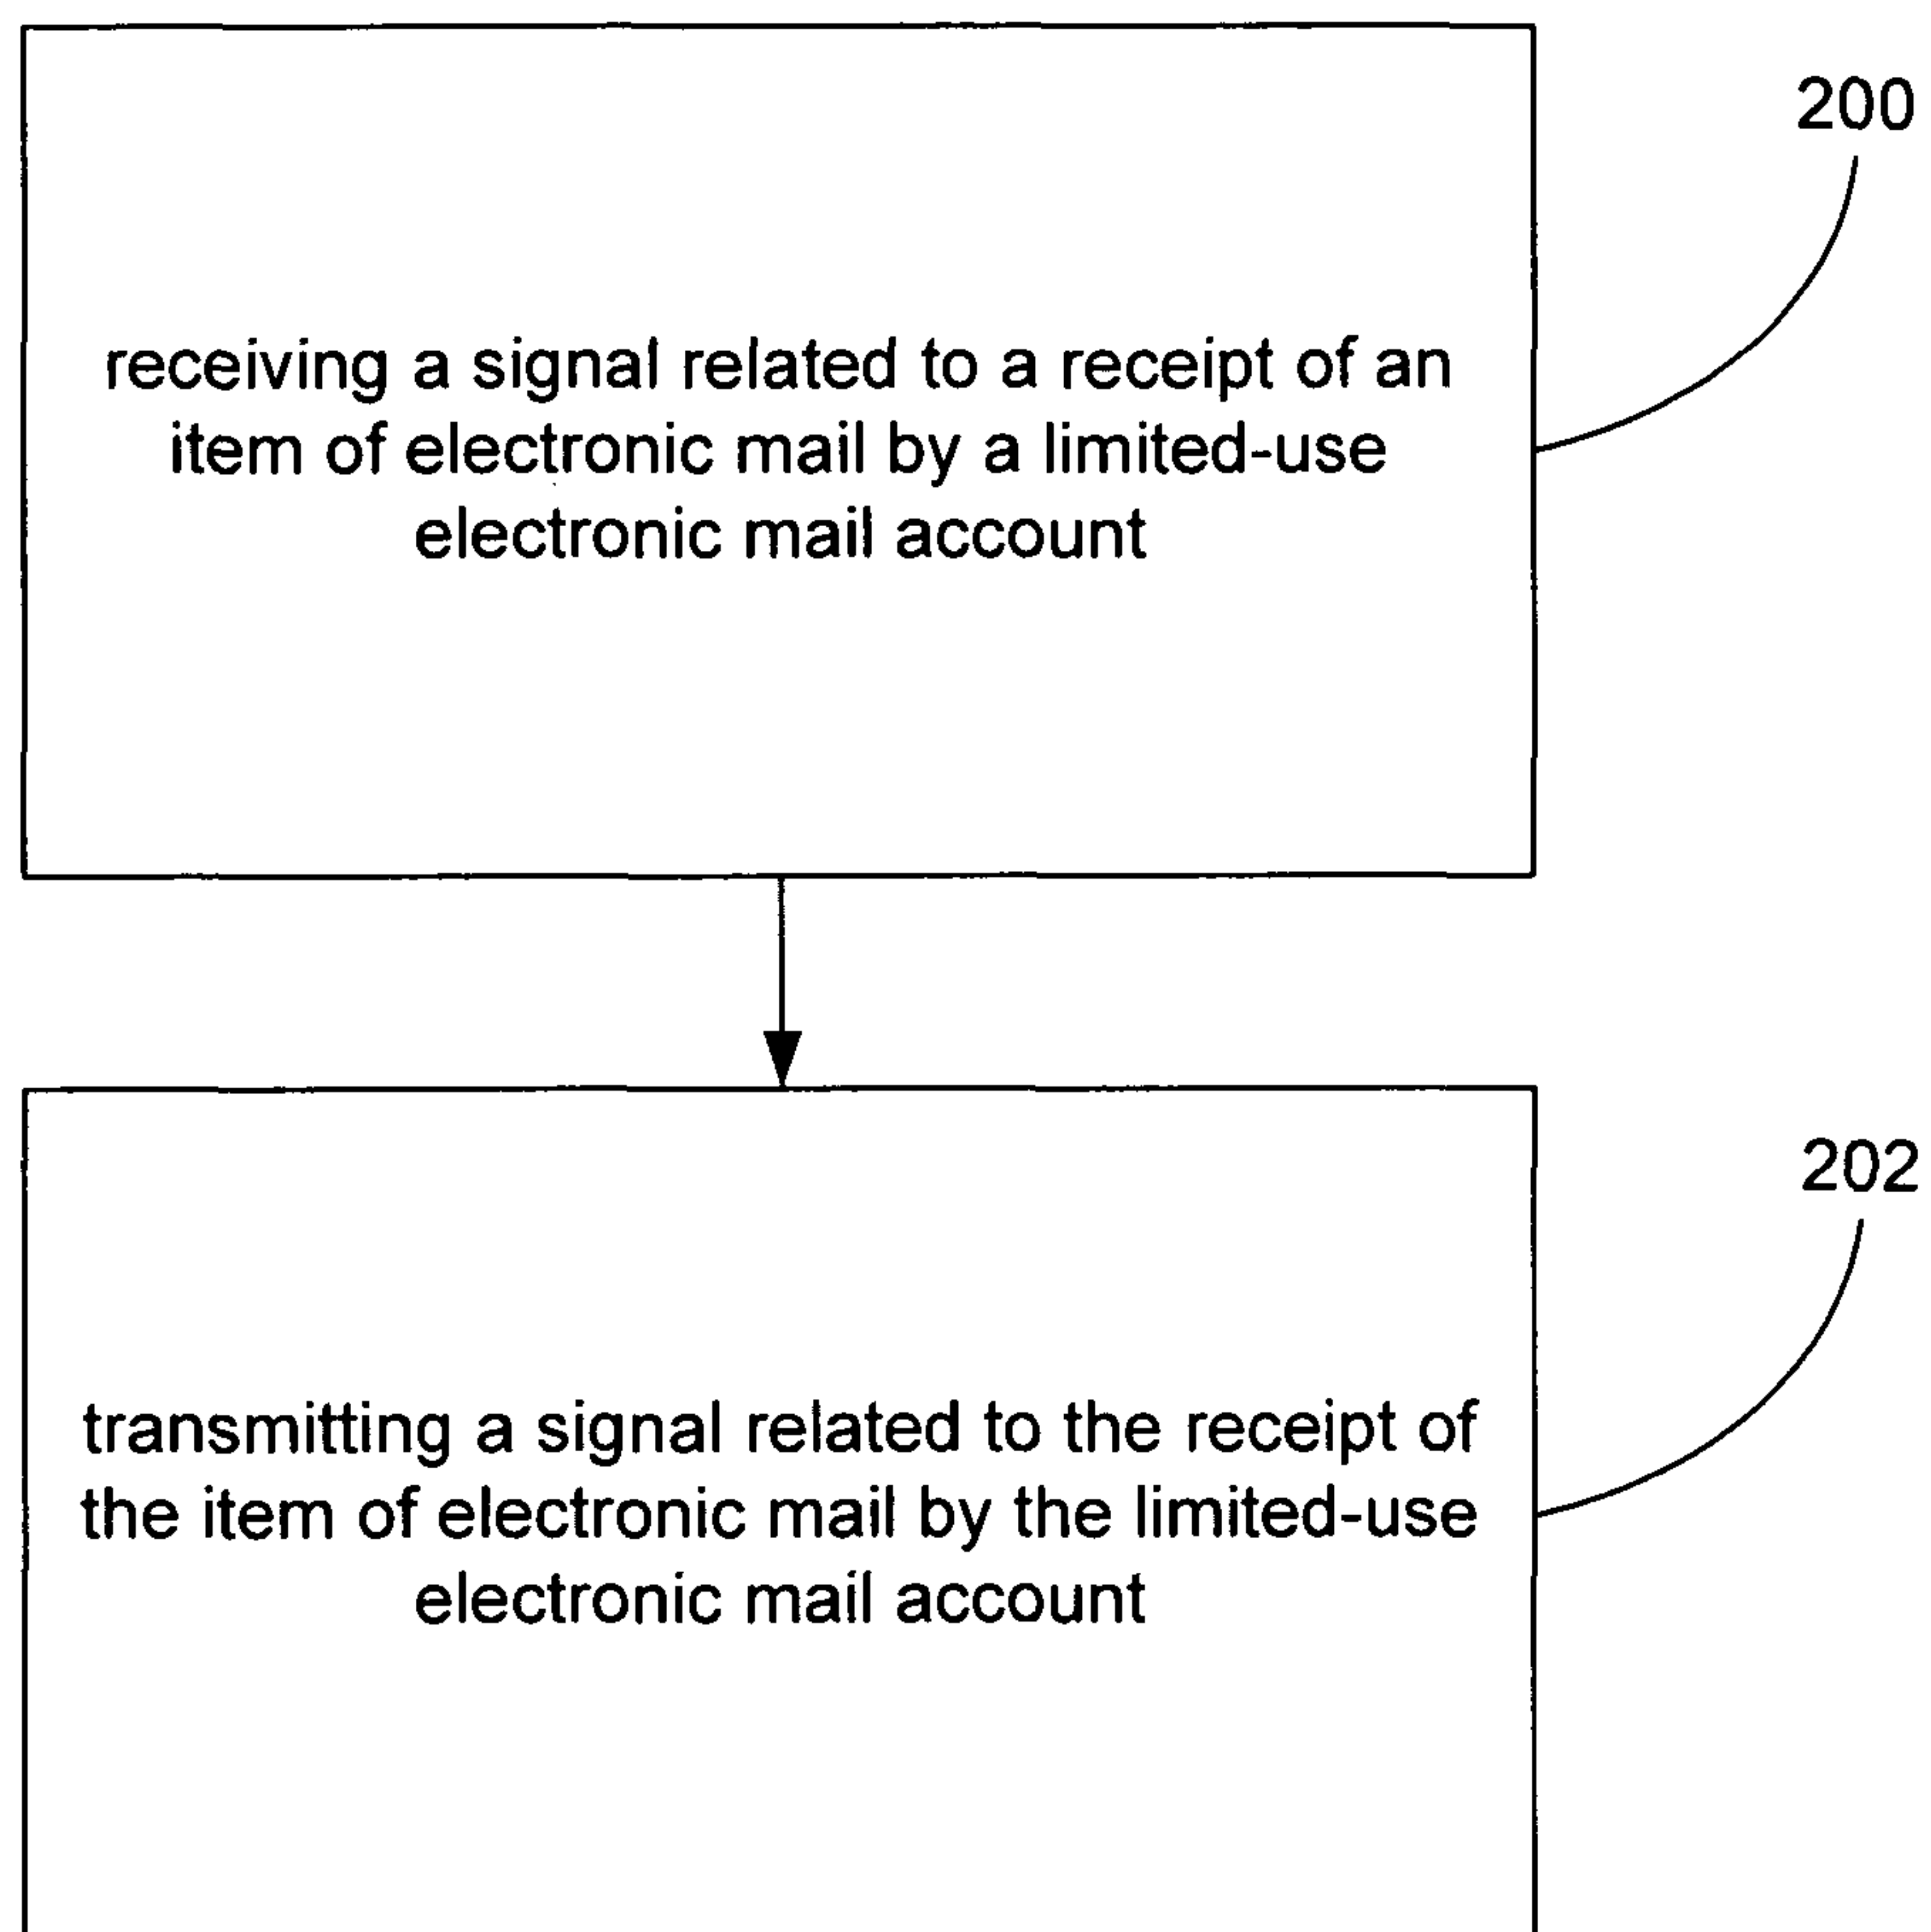 200
receiving a signal related to a receipt of an
item of electronic mail by a limited-use
electronic mail account
202
transmitting a signal related to the receipt of
the item of electronic mail by the limited-use
electronic mail account